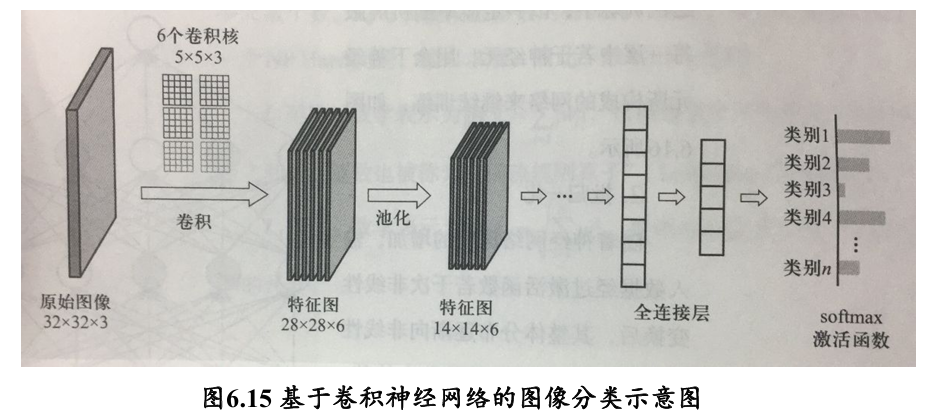 6个卷积核
5×5×3
卷积
原始图像
32×32×3
特征图
28×28×6
池化
特征图
14×14×6
...
全连接层
类别1
类别2
类别3
类别4
⋮
类别n
softmax
激活函数
图6.15 基于卷积神经网络的图像分类示意图